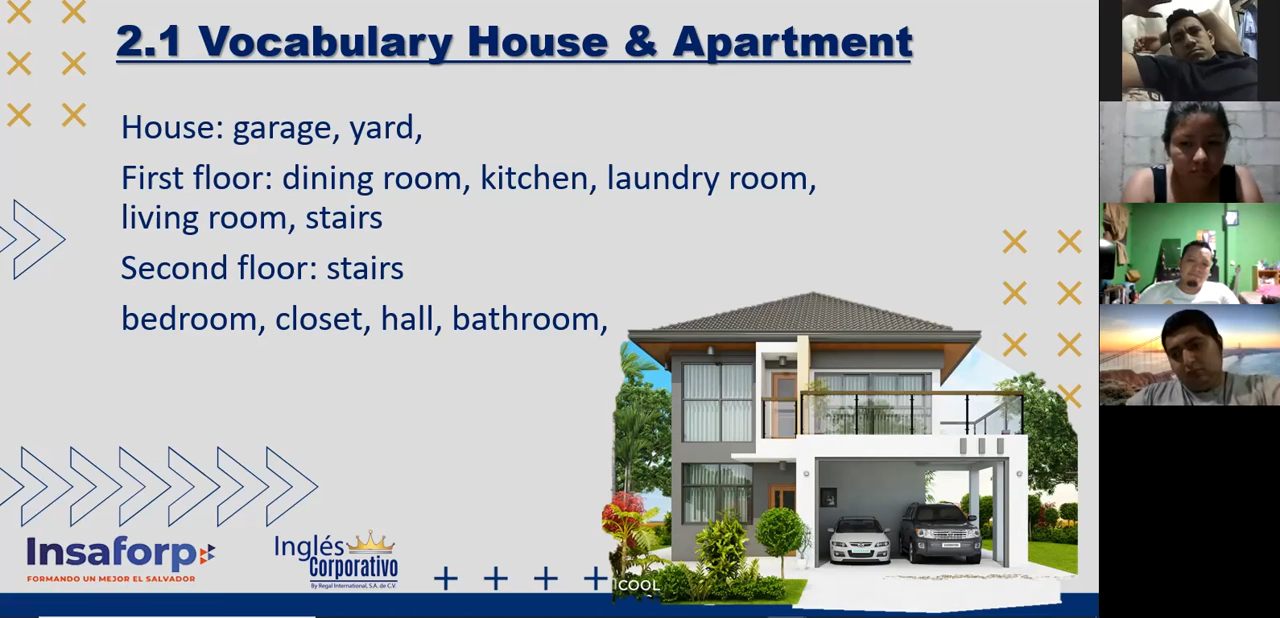 2.1 Vocabulary House & Apartment
House: garage, yard,
First floor: dining room, kitchen, laundry room,
living room, stairs
Second floor: stairs
bedroom, closet, hall, bathroom,
Insaforp
FORMANDO UN MEJOR EL SALVADOR
Inglés
Corporativo
By Regal International, S.A. de C.V.
ICOOL